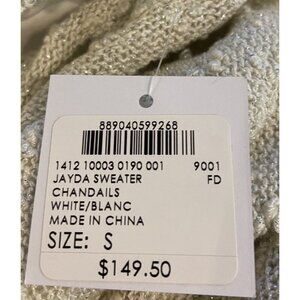 889040599268
1412 10003 0190 001 9001
JAYDA SWEATER FD
CHANDAILS
WHITE/BLANC
MADE IN CHINA
SIZE: S
$149.50